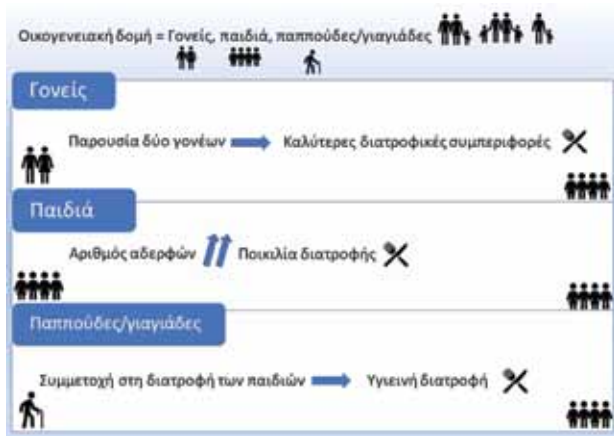 Οικογενειακή δομή = Γονείς, παιδιά, παππούδες/γιαγιάδες
Γονείς
Παρουσία δύο γονέων Καλύτερες διατροφικές συμπεριφορές
Παιδιά
Αριθμός αδερφών Ποικιλία διατροφής
Παππούδες/γιαγιάδες
Συμμετοχή στη διατροφή των παιδιών Υγιεινή διατροφή